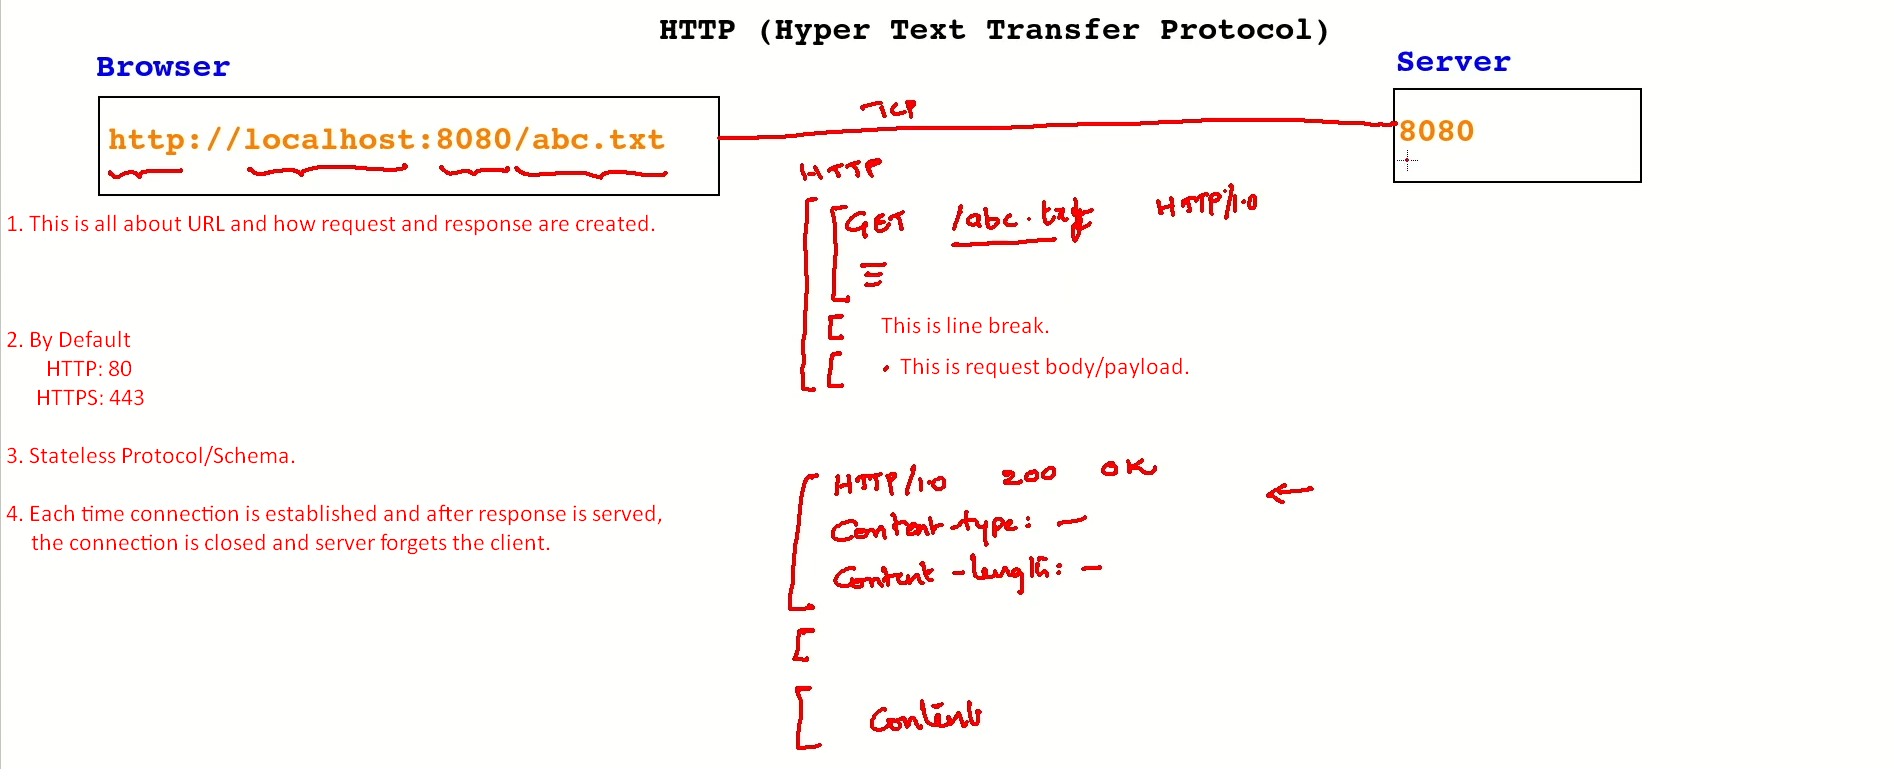 HTTP (Hyper Text Transfer Protocol)
Browser
Server
http://localhost:8080/abc.txt
TCP
8080
HTTP
GET /abc.txt HTTP/1.0
1. This is all about URL and how request and response are created.
This is line break.
2. By Default
HTTP: 80
HTTPS: 443
• This is request body/payload.
3. Stateless Protocol/Schema.
4. Each time connection is established and after response is served,
the connection is closed and server forgets the client.
HTTP/1.0 200 OK
Content-type: —
Content-length: —
Content